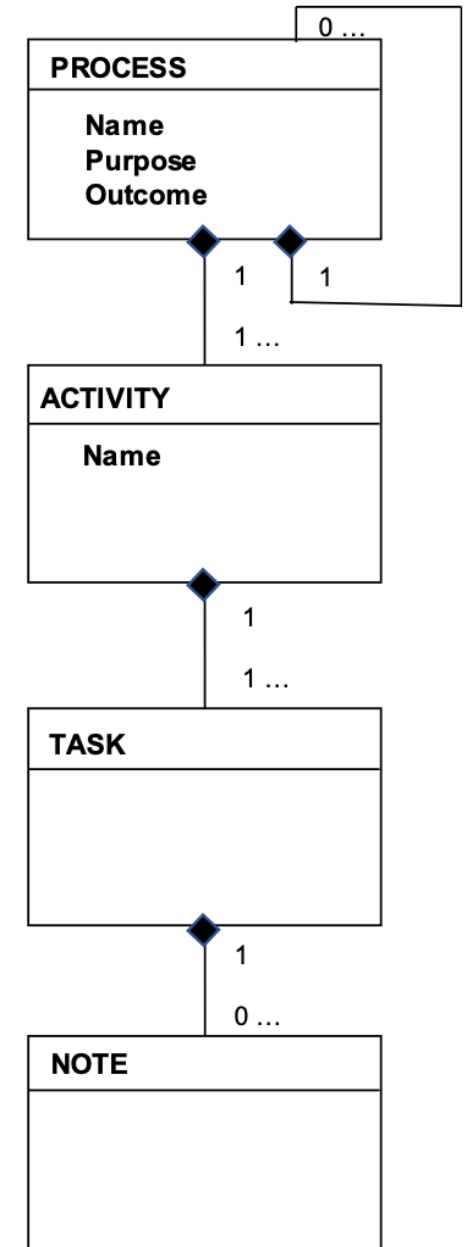 0 ...
PROCESS
Name
Purpose
Outcome
1
1
1 ...
ACTIVITY
Name
1
1 ...
TASK
1
0 ...
NOTE